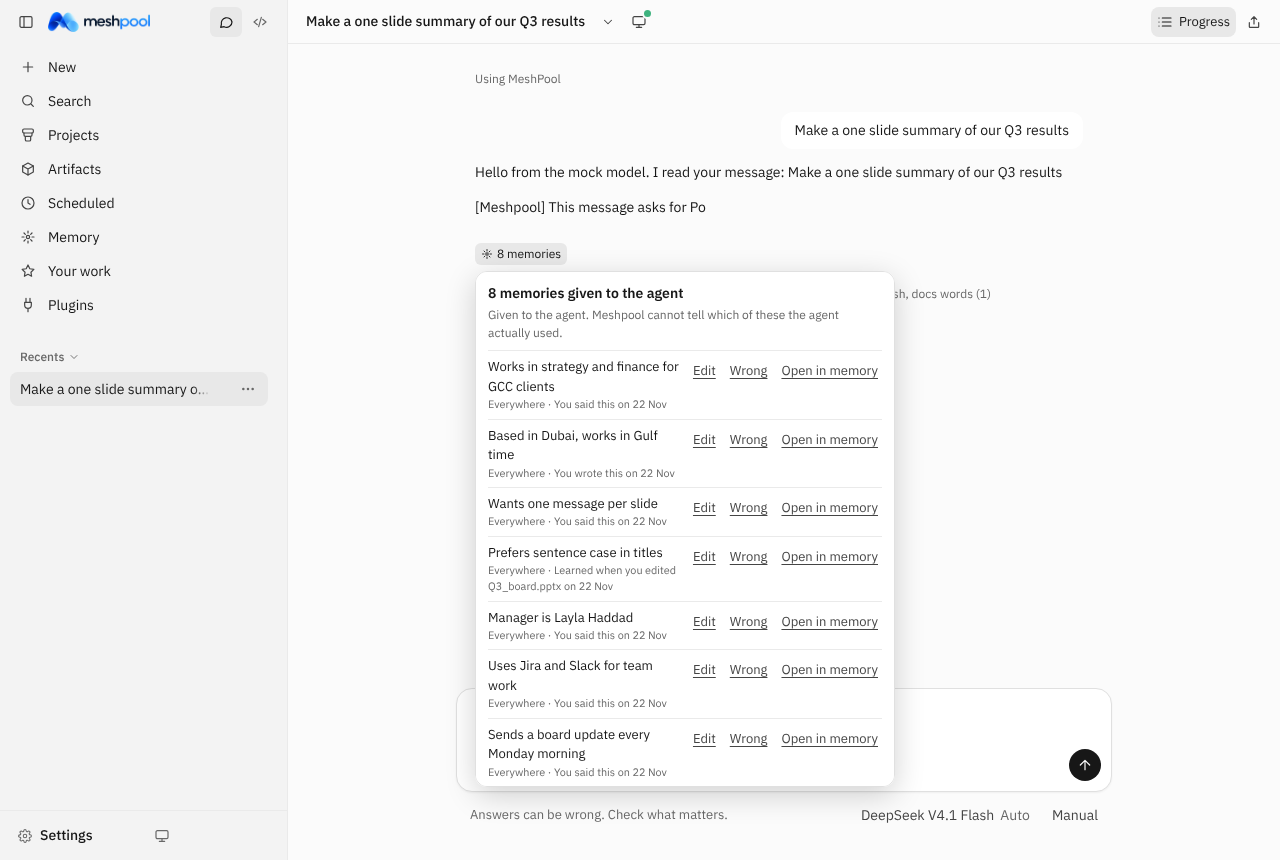 meshpool
Make a one slide summary of our Q3 results
Progress
New
Search
Projects
Artifacts
Scheduled
Memory
Your work
Plugins
Recents
Make a one slide summary o...
Settings
Using MeshPool
Make a one slide summary of our Q3 results
Hello from the mock model. I read your message: Make a one slide summary of our Q3 results
[Meshpool] This message asks for Po
8 memories
docs words (1)
8 memories given to the agent
Given to the agent. Meshpool cannot tell which of these the agent
actually used.
Works in strategy and finance for
GCC clients
Everywhere · You said this on 22 Nov
Edit Wrong Open in memory
Based in Dubai, works in Gulf
time
Everywhere · You wrote this on 22 Nov
Edit Wrong Open in memory
Wants one message per slide
Everywhere · You said this on 22 Nov
Edit Wrong Open in memory
Prefers sentence case in titles
Everywhere · Learned when you edited
Q3_board.pptx on 22 Nov
Edit Wrong Open in memory
Manager is Layla Haddad
Everywhere · You said this on 22 Nov
Edit Wrong Open in memory
Uses Jira and Slack for team
work
Everywhere · You said this on 22 Nov
Edit Wrong Open in memory
Sends a board update every
Monday morning
Everywhere · You said this on 22 Nov
Edit Wrong Open in memory
Answers can be wrong. Check what matters.
DeepSeek V4.1 Flash Auto Manual